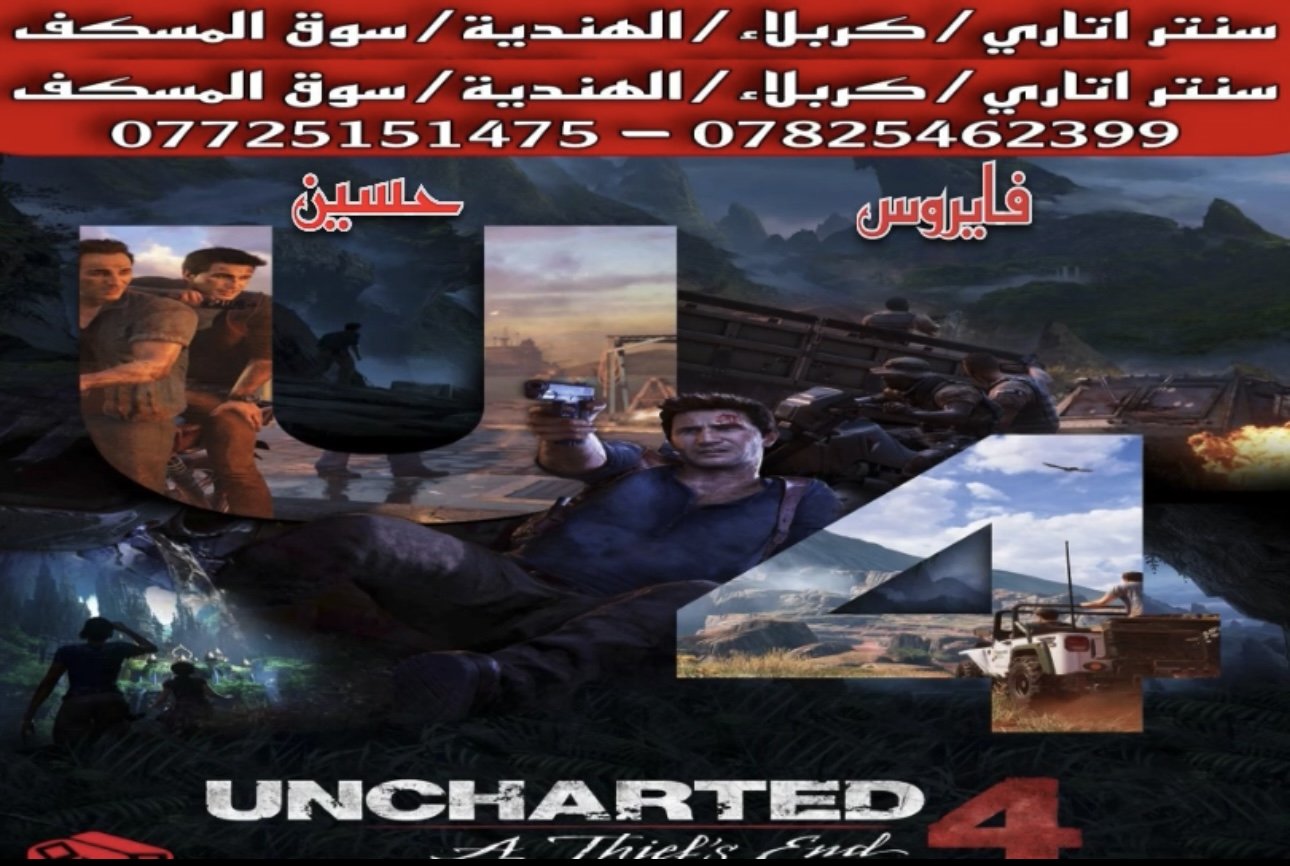 سنتر اتاري / كربلاء / الهندية / سوق المسكف
سنتر اتاري / كربلاء / الهندية / سوق المسكف
07725151475 – 07825462399
فايروس
حسين
U
4
UNCHARTED 4
A Thief's End